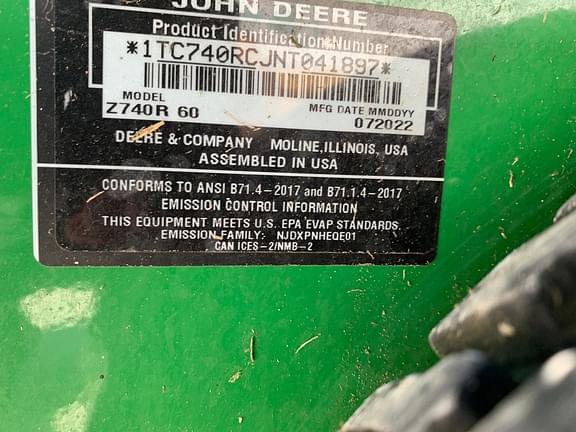 JOHN DEERE
Product Identification Number
*1TC740RCJNT041897*
MODEL MFG DATE MMDDYY
Z740R 60 072022
DEERE & COMPANY MOLINE, ILLINOIS, USA
ASSEMBLED IN USA
CONFORMS TO ANSI B71.4-2017 and B71.1.4-2017
EMISSION CONTROL INFORMATION
THIS EQUIPMENT MEETS U.S. EPA EVAP STANDARDS.
EMISSION FAMILY: NJDXPNHEQE01
CAN ICES-2/NMB-2